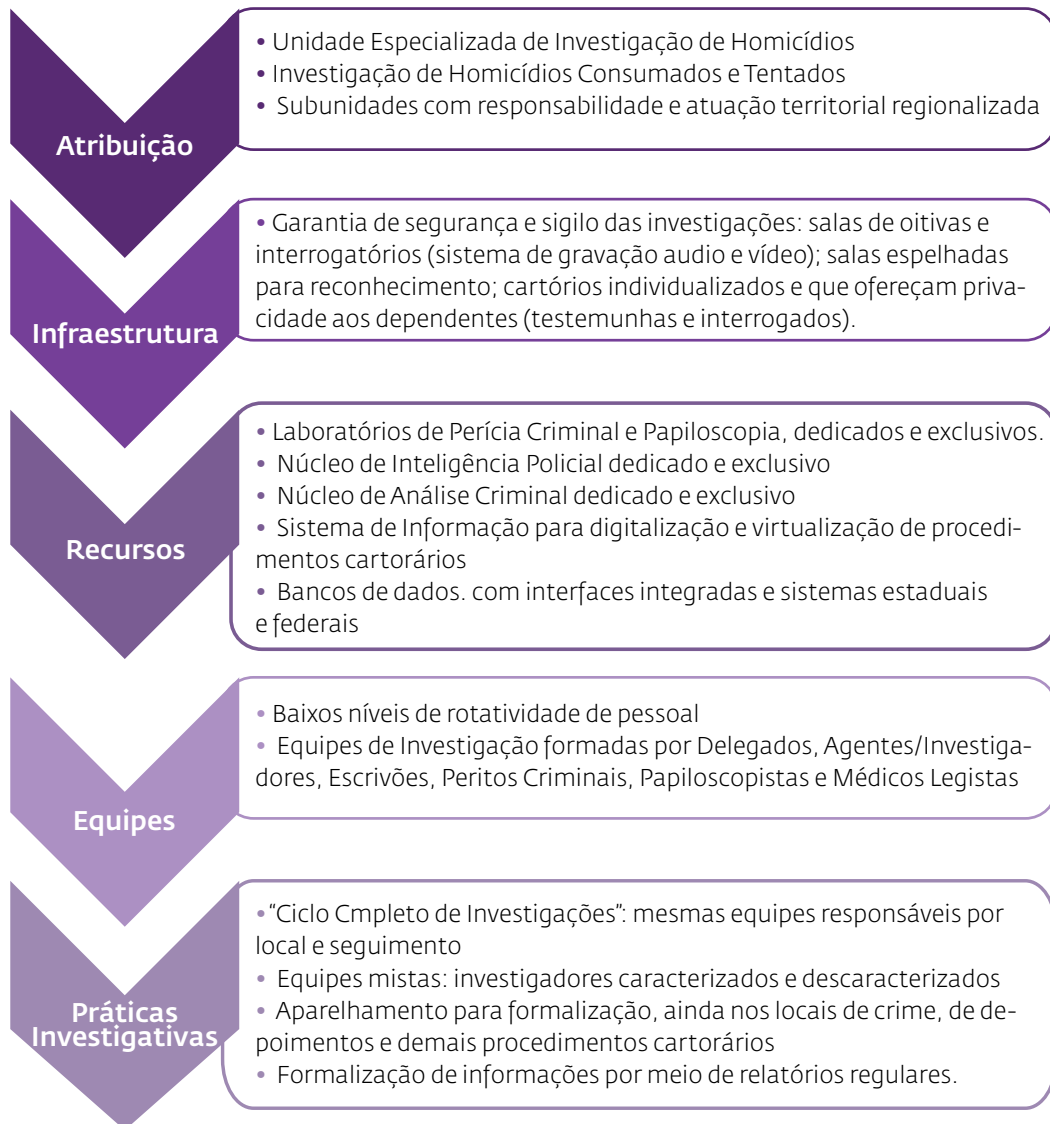 • Unidade Especializada de Investigação de Homicídios
• Investigação de Homicídios Consumados e Tentados
• Subunidades com responsabilidade e atuação territorial regionalizada
Atribuição
• Garantia de segurança e sigilo das investigações: salas de oitivas e
interrogatórios (sistema de gravação audio e vídeo); salas espelhadas
para reconhecimento; cartórios individualizados e que ofereçam priva-
cidade aos dependentes (testemunhas e interrogados).
Infraestrutura
• Laboratórios de Perícia Criminal e Papiloscopia, dedicados e exclusivos.
• Núcleo de Inteligência Policial dedicado e exclusivo
• Núcleo de Análise Criminal dedicado e exclusivo
• Sistema de Informação para digitalização e virtualização de procedi-
mentos cartorários
• Bancos de dados. com interfaces integradas e sistemas estaduais
e federais
Recursos
• Baixos níveis de rotatividade de pessoal
• Equipes de Investigação formadas por Delegados, Agentes/Investiga-
dores, Escrivões, Peritos Criminais, Papiloscopistas e Médicos Legistas
Equipes
•“Ciclo Cmpleto de Investigações”: mesmas equipes responsáveis por
local e seguimento
• Equipes mistas: investigadores caracterizados e descaracterizados
• Aparelhamento para formalização, ainda nos locais de crime, de de-
poimentos e demais procedimentos cartorários
• Formalização de informações por meio de relatórios regulares.
Práticas
Investigativas